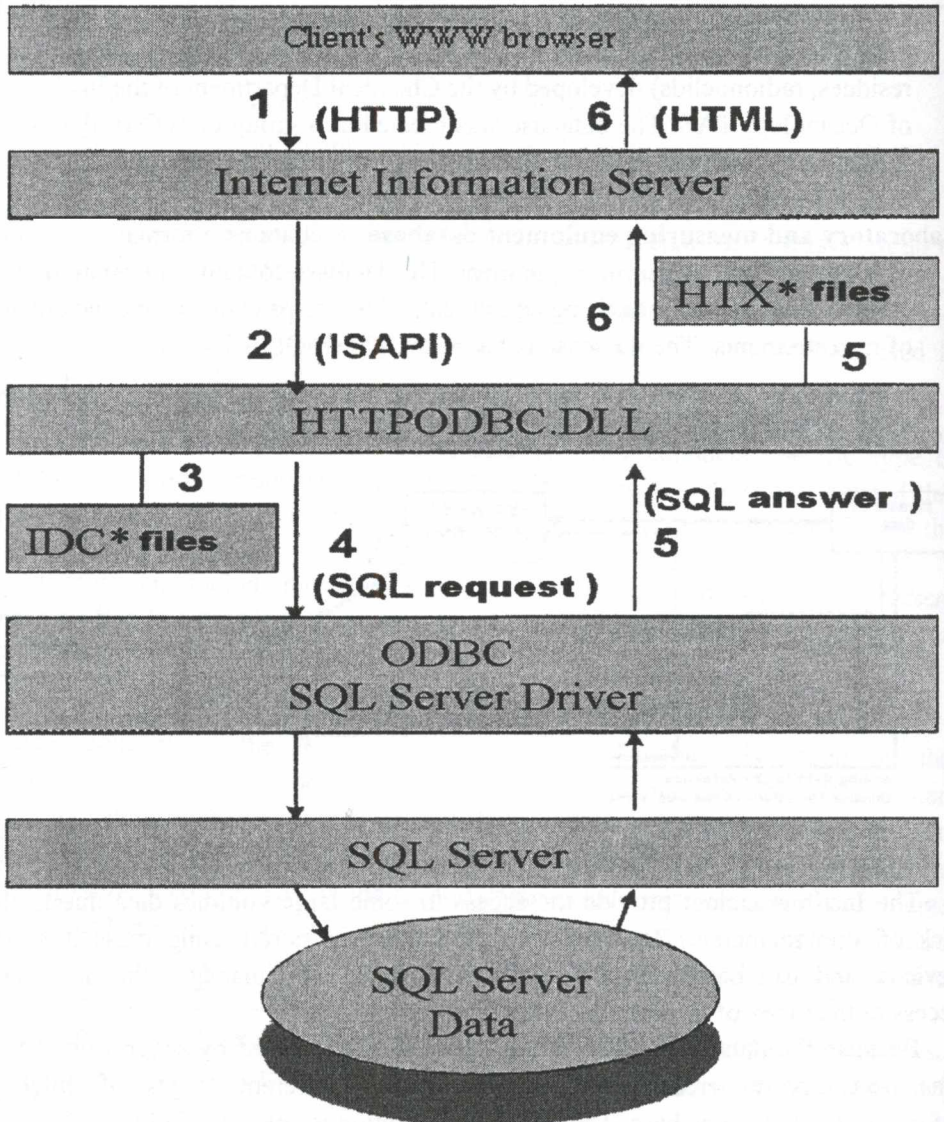 Client's WWW browser
1
(HTTP)
6
(HTML)
Internet Information Server
2
(ISAPI)
6
HTX* files
5
HTTPODBC.DLL
3
IDC* files
4
(SQL request )
(SQL answer )
5
ODBC
SQL Server Driver
SQL Server
SQL Server
Data